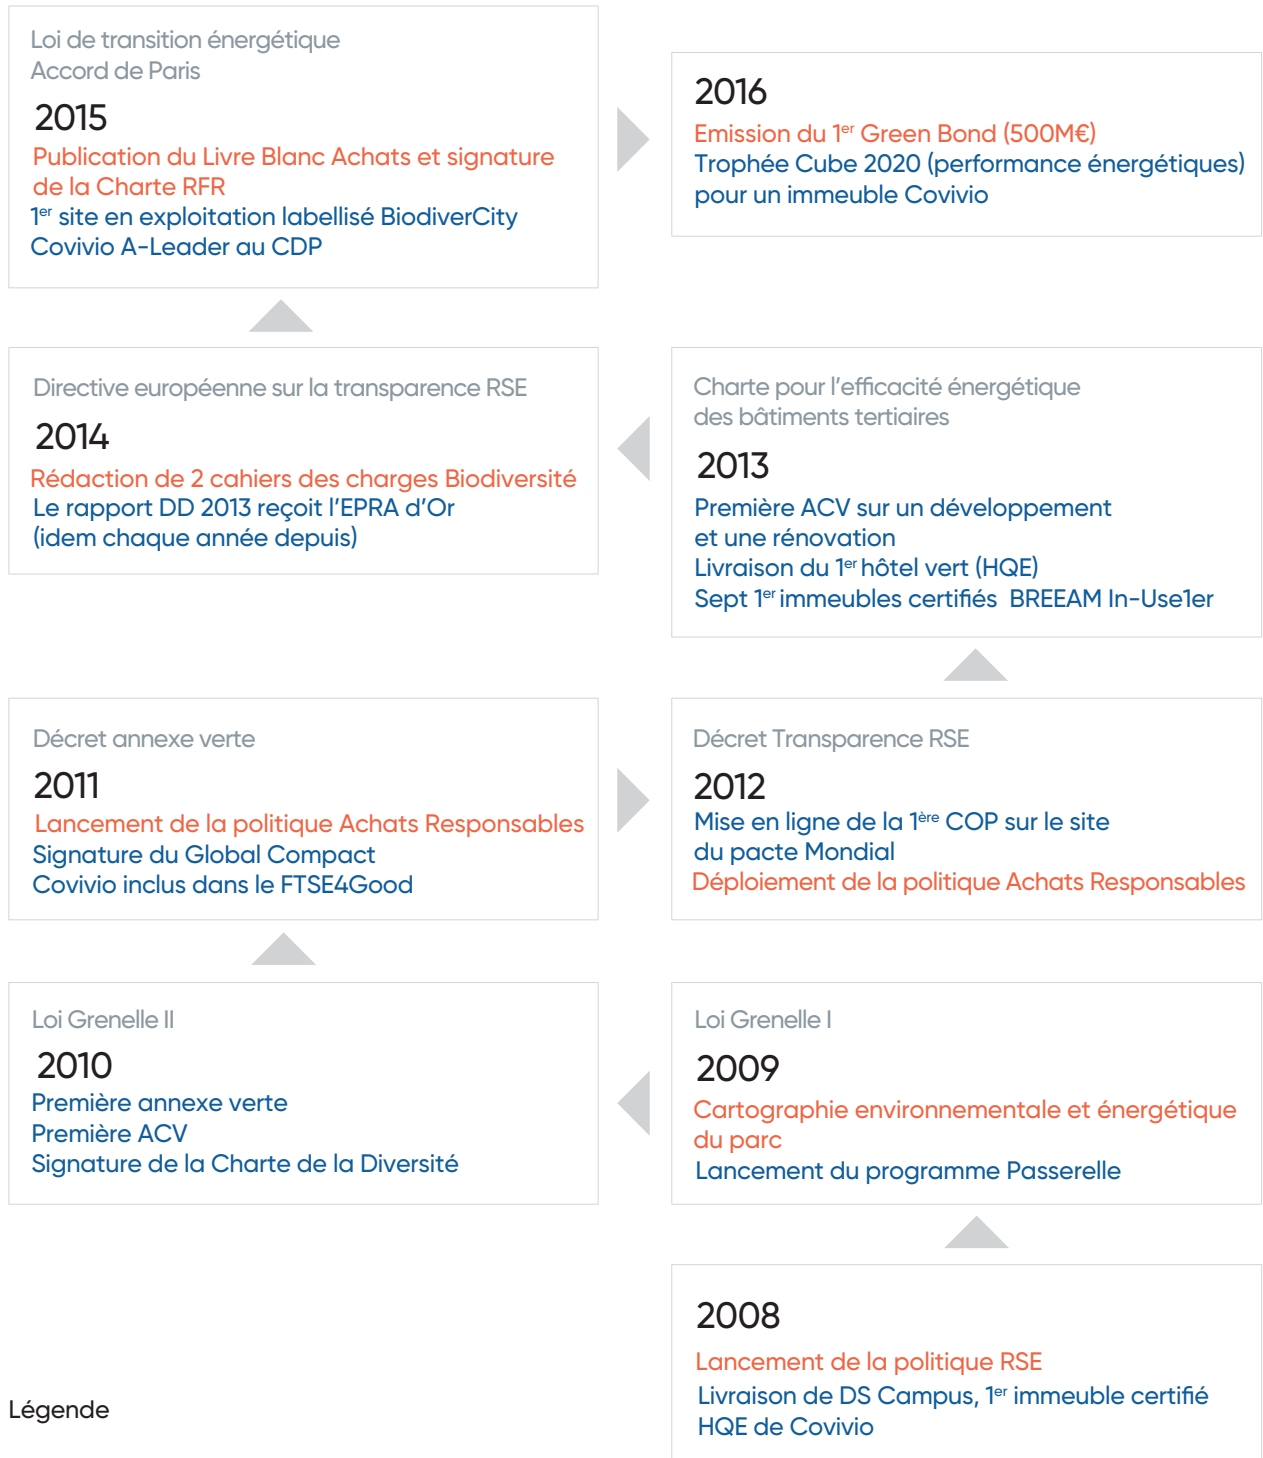 Loi de transition énergétique
Accord de Paris
2015
Publication du Livre Blanc Achats et signature
de la Charte RFR
1er site en exploitation labellisé BiodiverCity
Covivio A-Leader au CDP
2016
Emission du 1er Green Bond (500M€)
Trophée Cube 2020 (performance énergétiques)
pour un immeuble Covivio
Directive européenne sur la transparence RSE
2014
Rédaction de 2 cahiers des charges Biodiversité
Le rapport DD 2013 reçoit l’EPRA d’Or
(idem chaque année depuis)
Charte pour l’efficacité énergétique
des bâtiments tertiaires
2013
Première ACV sur un développement
et une rénovation
Livraison du 1er hôtel vert (HQE)
Sept 1er immeubles certifiés BREEAM In-Use1er
Décret annexe verte
2011
Lancement de la politique Achats Responsables
Signature du Global Compact
Covivio inclus dans le FTSE4Good
Décret Transparence RSE
2012
Mise en ligne de la 1ère COP sur le site
du pacte Mondial
Déploiement de la politique Achats Responsables
Loi Grenelle II
2010
Première annexe verte
Première ACV
Signature de la Charte de la Diversité
Loi Grenelle I
2009
Cartographie environnementale et énergétique
du parc
Lancement du programme Passerelle
2008
Lancement de la politique RSE
Livraison de DS Campus, 1er immeuble certifié
HQE de Covivio
Légende